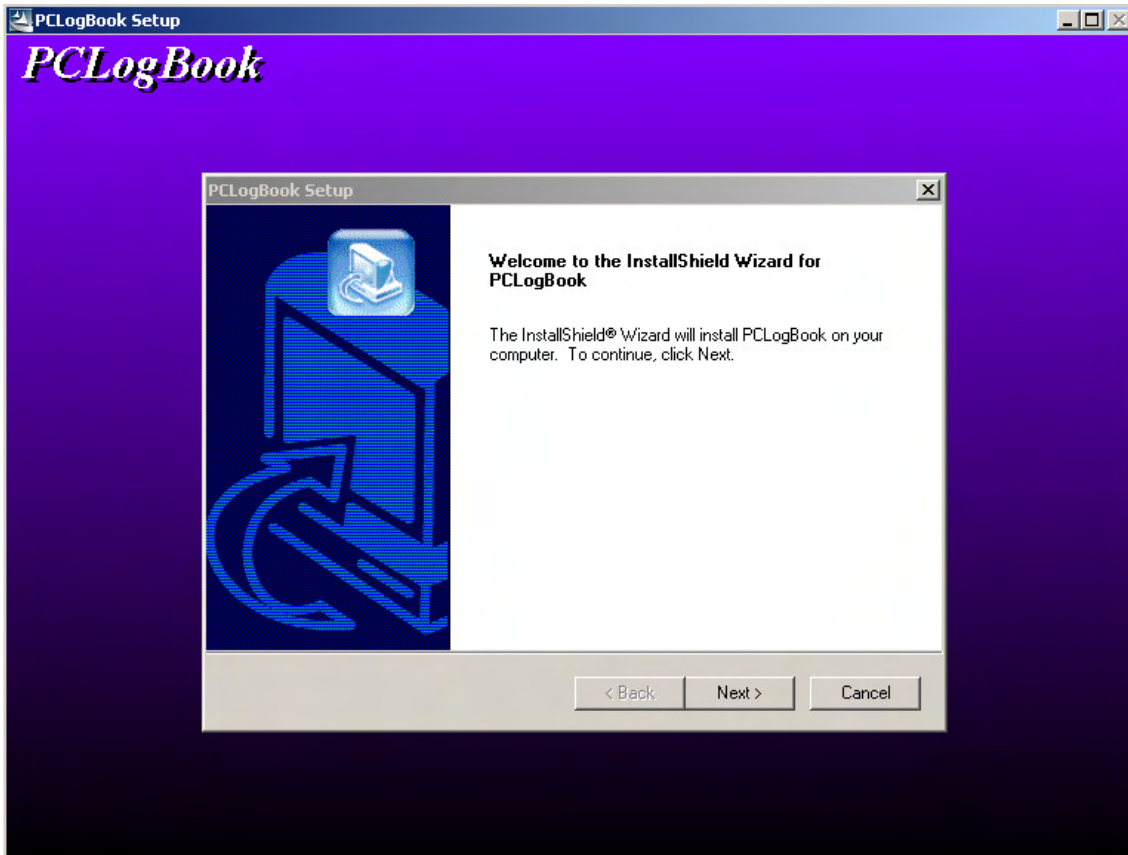 PCLogBook Setup
PCLogBook
PCLogBook Setup
Welcome to the InstallShield Wizard for
PCLogBook
The InstallShield® Wizard will install PCLogBook on your
computer. To continue, click Next.
< Back
Next >
Cancel